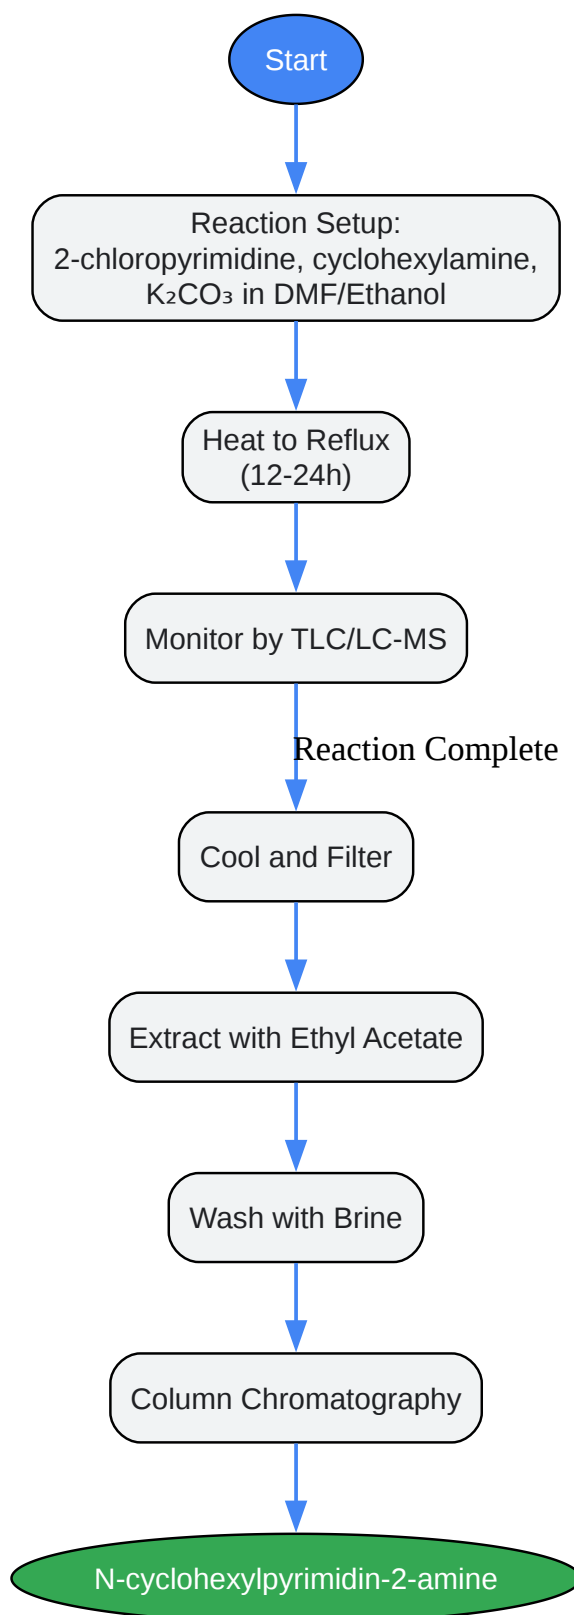 Start
Reaction Setup:
2-chloropyrimidine, cyclohexylamine,
K₂CO₃ in DMF/Ethanol
Heat to Reflux
(12-24h)
Monitor by TLC/LC-MS
Reaction Complete
Cool and Filter
Extract with Ethyl Acetate
Wash with Brine
Column Chromatography
N-cyclohexylpyrimidin-2-amine